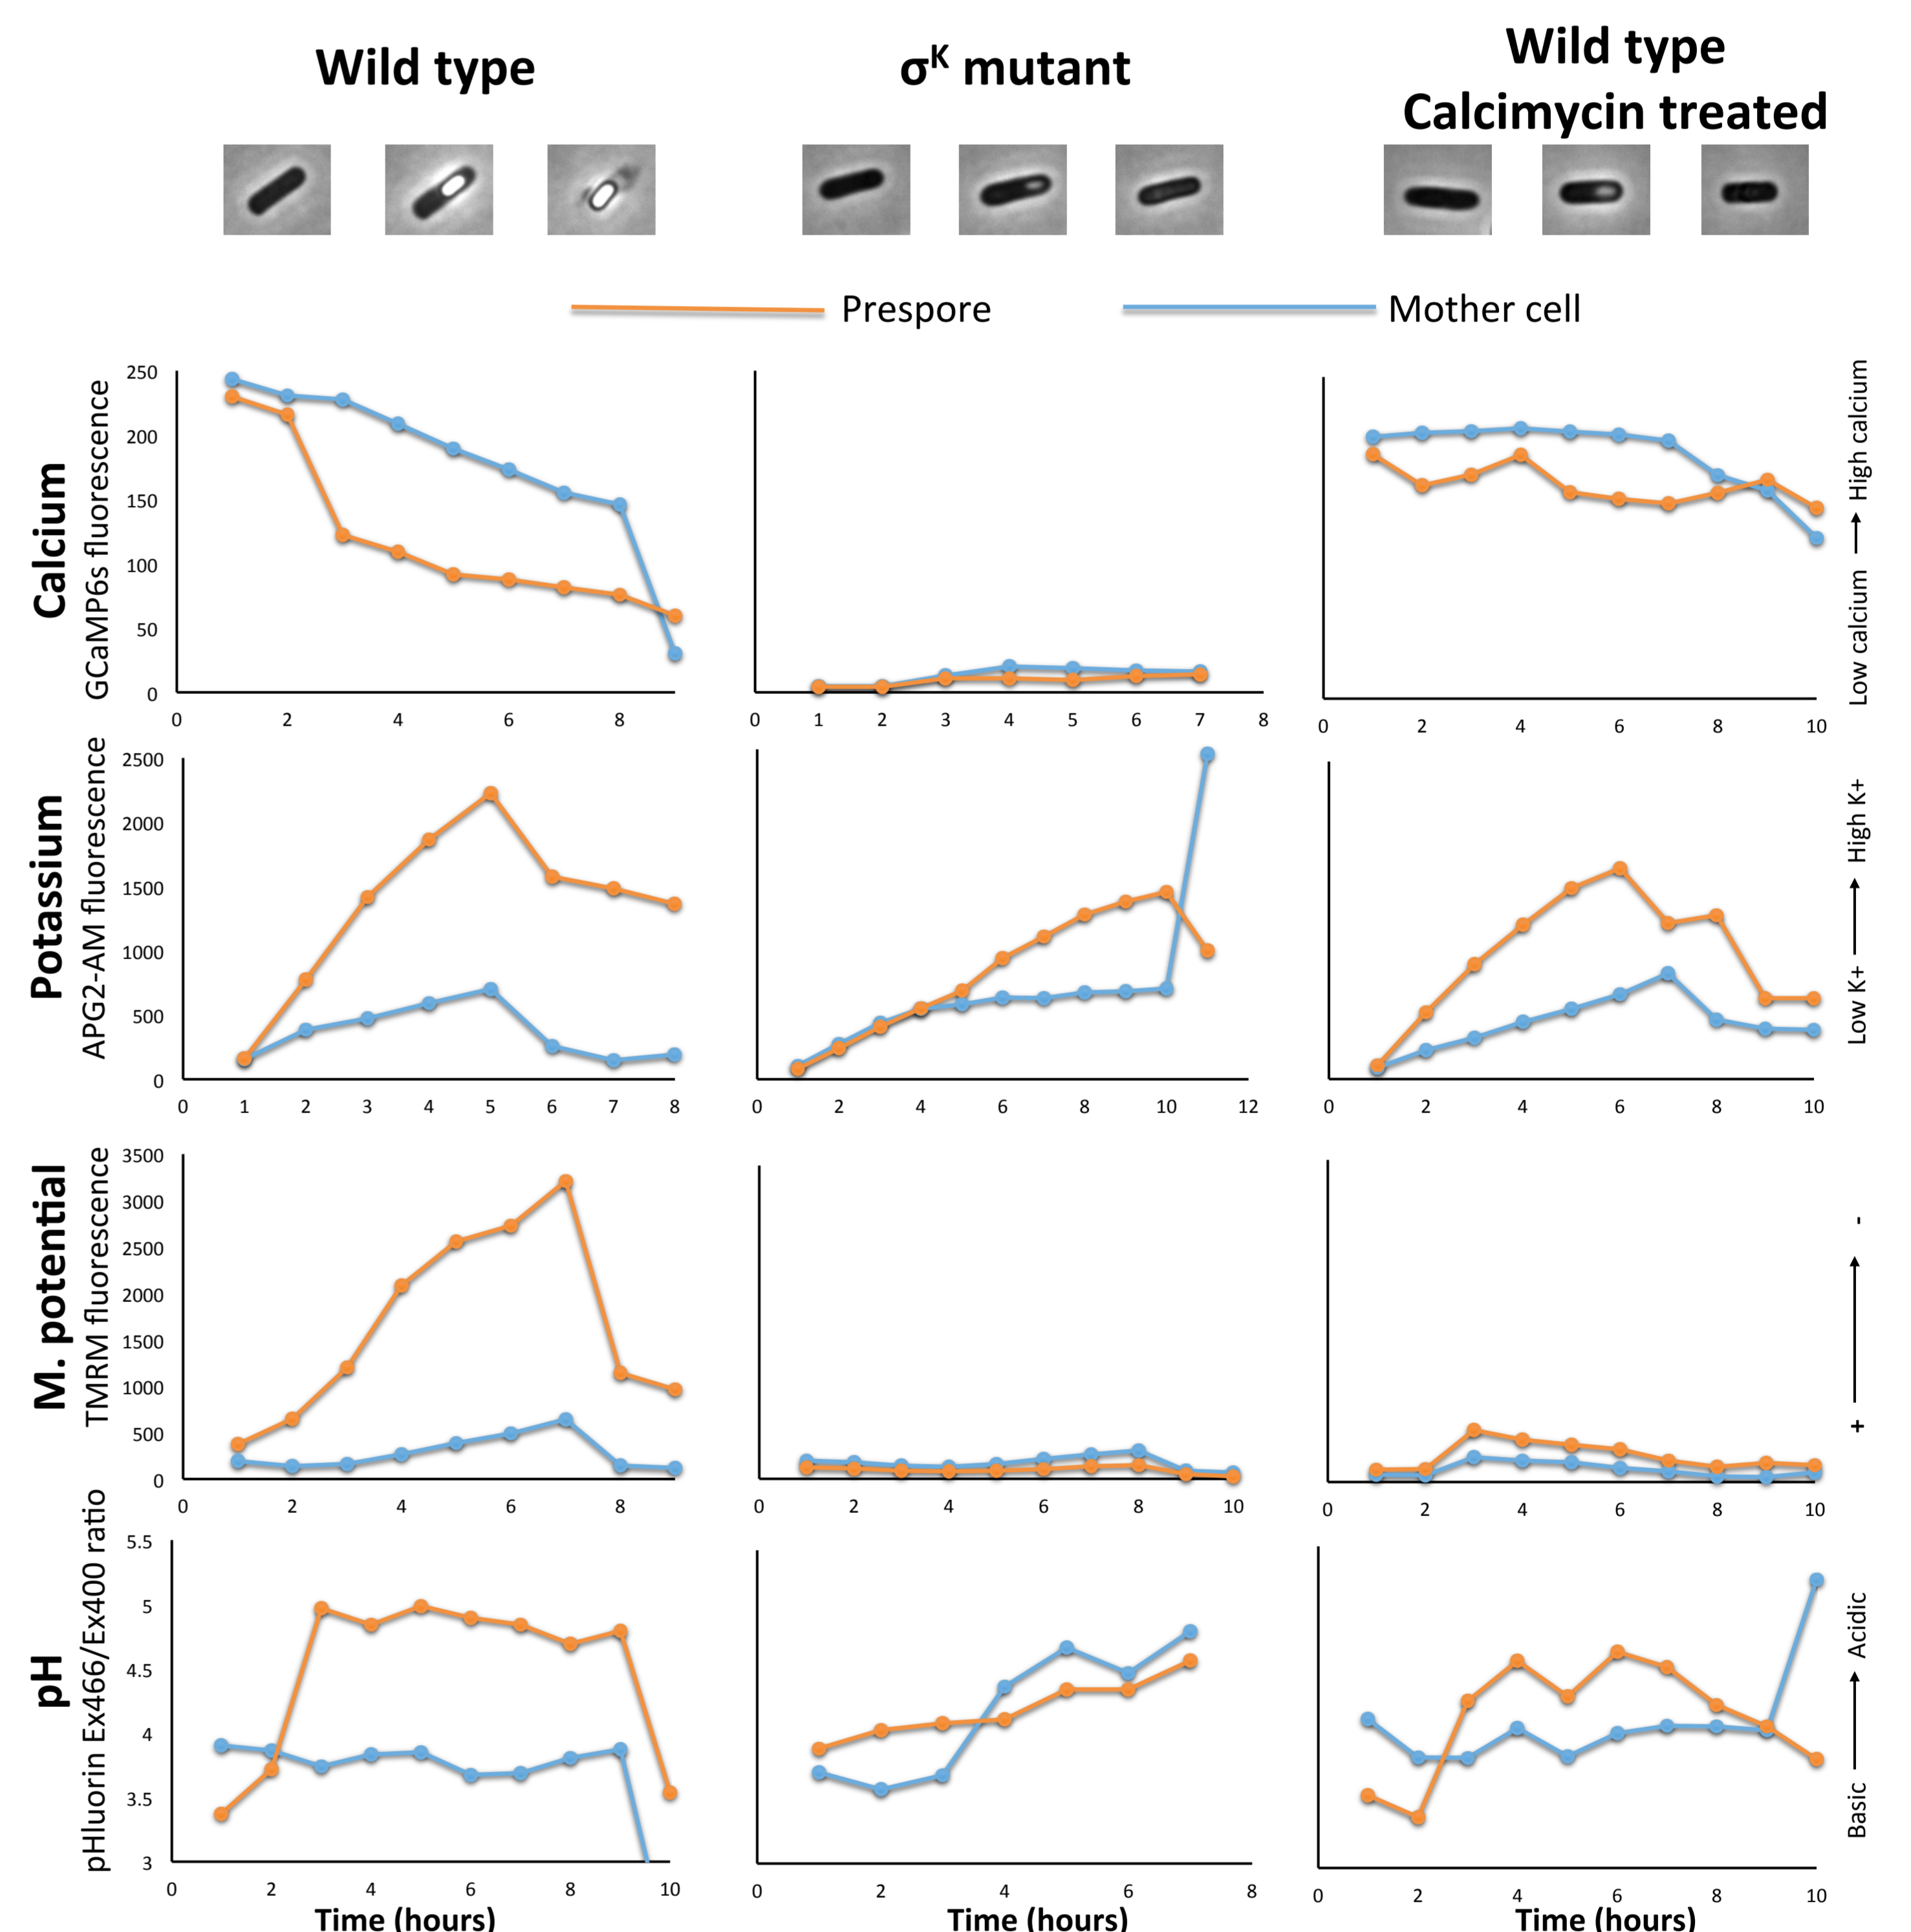 Wild type
σK mutant
Wild type
Calcimycin treated
Prespore
Mother cell
Calcium
GCaMP6s fluorescence
250
200
150
100
50
0
0 2 4 6 8
0 1 2 3 4 5 6 7 8
0 2 4 6 8 10
Low calcium → High calcium
Potassium
APG2-AM fluorescence
2500
2000
1500
1000
500
0
0 1 2 3 4 5 6 7 8
0 2 4 6 8 10 12
0 2 4 6 8 10
Low K+ → High K+
M. potential
TMRM fluorescence
3500
3000
2500
2000
1500
1000
500
0
0 2 4 6 8
0 2 4 6 8 10
0 2 4 6 8 10
+ → -
pH
pHluorin Ex466/Ex400 ratio
5.5
5
4.5
4
3.5
3
0 2 4 6 8 10
0 2 4 6 8
0 2 4 6 8 10
Basic → Acidic
Time (hours)
Time (hours)
Time (hours)